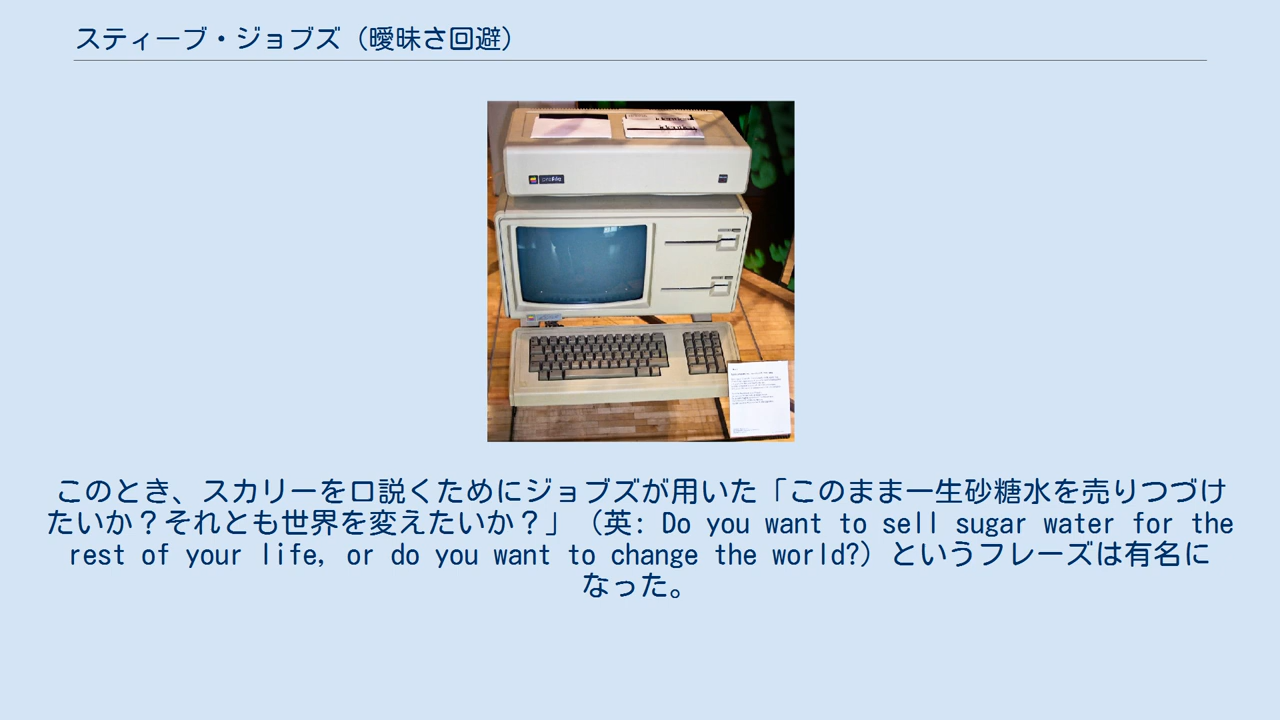 スティーブ・ジョブズ（曖昧さ回避）
このとき、スカリーを口説くためにジョブズが用いた「このまま一生砂糖水を売りつづけ
たいか？それとも世界を変えたいか？」（英: Do you want to sell sugar water for the
rest of your life, or do you want to change the world?）というフレーズは有名に
なった。